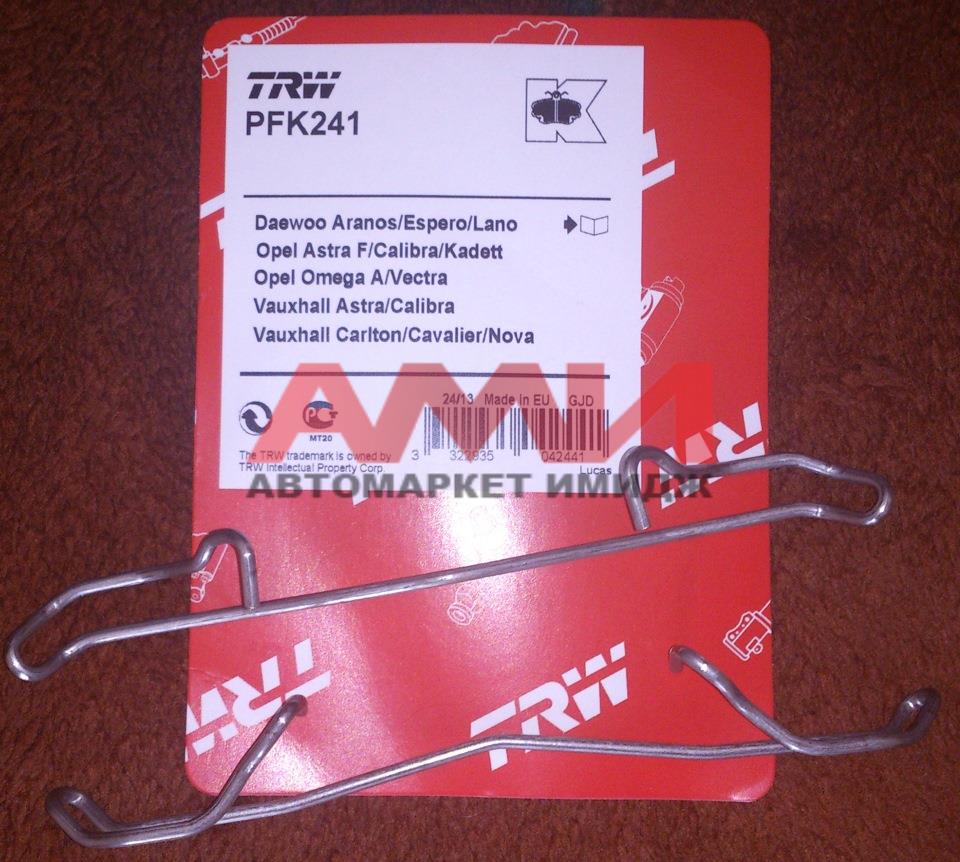 TRW
PFK241
K
Daewoo Aranos/Espero/Lano
Opel Astra F/Calibra/Kadett
Opel Omega A/Vectra
Vauxhall Astra/Calibra
Vauxhall Carlton/Cavalier/Nova
24/13 Made in EU GJD
РСТ
MT20
3 322935 042441
The TRW trademark is owned by
TRW Intellectual Property Corp.
Lucas
АМИ
АВТОМАРКЕТ ИМИДЖ
TRW
TRW
TRW